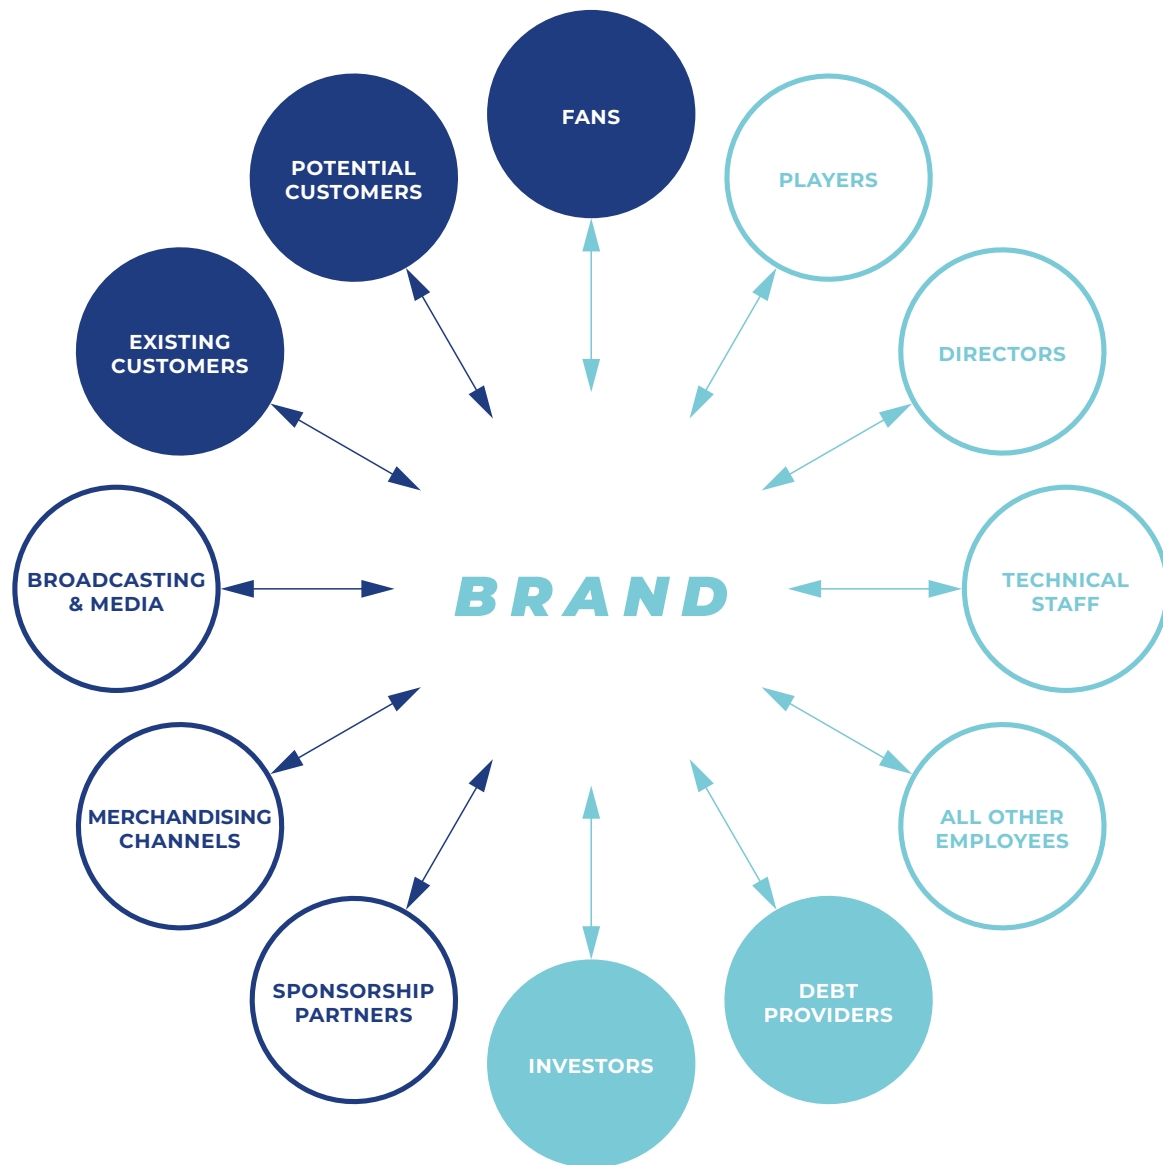 FANS
POTENTIAL
CUSTOMERS
PLAYERS
EXISTING
CUSTOMERS
DIRECTORS
BROADCASTING
& MEDIA
BRAND
TECHNICAL
STAFF
MERCHANDISING
CHANNELS
ALL OTHER
EMPLOYEES
SPONSORSHIP
PARTNERS
DEBT
PROVIDERS
INVESTORS